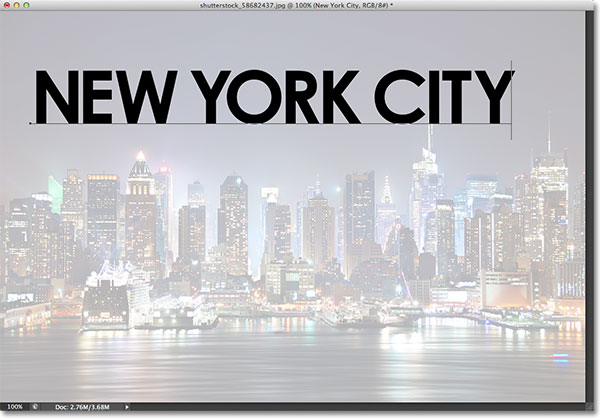 shutterstock_58682437.jpg @ 100% (New York City, RGB/8#) *
NEW YORK CITY
100%
Doc: 2.76M/3.68M